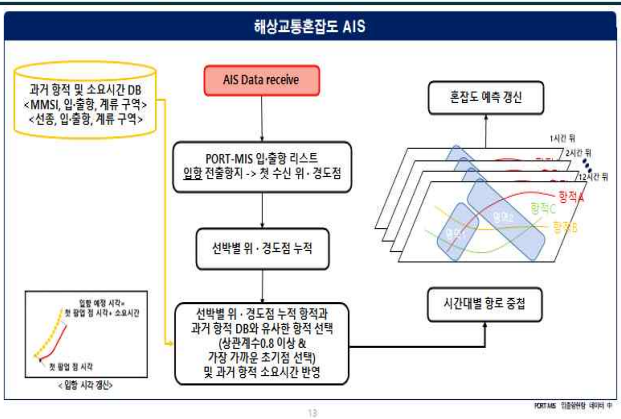 해상교통혼잡도 AIS
과거 항적 및 소요시간 DB
<MMSI, 입·출항, 계류 구역>
<선종, 입·출항, 계류 구역>
AIS Data receive
PORT-MIS 입·출항 리스트
입항 전출항지 -> 첫 수신 위·경도점
선박별 위·경도점 누적
선박별 위·경도점 누적 항적과
과거 항적 DB와 유사한 항적 선택
(상관계수0.8 이상 &
가장 가까운 초기점 선택)
및 과거 항적 소요시간 반영
입항 예정 시각=
첫 팝업 점 시각+ 소요시간
첫 팝업 점 시각
<입항 시각 갱신>
혼잡도 예측 갱신
1시간 뒤
2시간 뒤
12시간 뒤
항적A
항적C
항적B
시간대별 항로 중첩
13